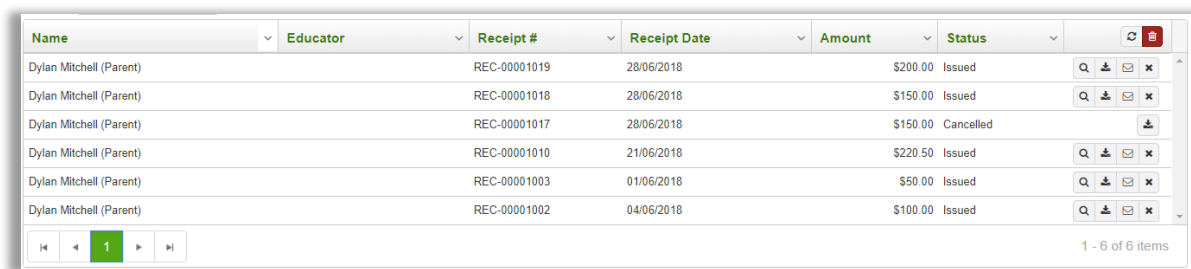 Name Educator Receipt # Receipt Date Amount Status
Dylan Mitchell (Parent) REC-00001019 28/06/2018 $200.00 Issued
Dylan Mitchell (Parent) REC-00001018 28/06/2018 $150.00 Issued
Dylan Mitchell (Parent) REC-00001017 28/06/2018 $150.00 Cancelled
Dylan Mitchell (Parent) REC-00001010 21/06/2018 $220.50 Issued
Dylan Mitchell (Parent) REC-00001003 01/06/2018 $50.00 Issued
Dylan Mitchell (Parent) REC-00001002 04/06/2018 $100.00 Issued
1 1 - 6 of 6 items